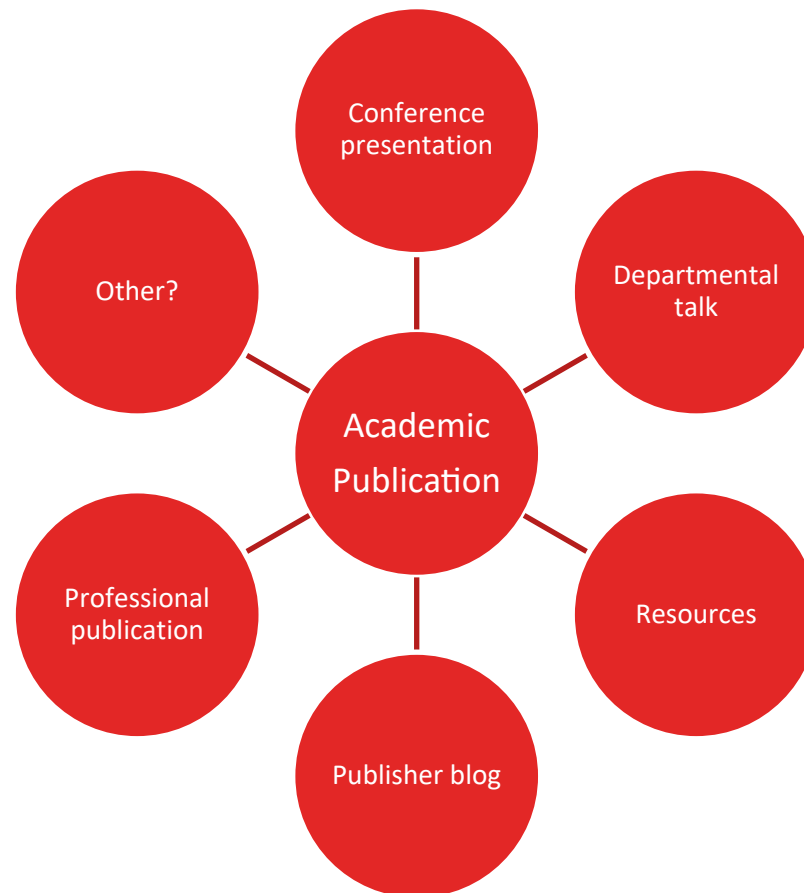 Conference
presentation
Other?
Departmental
talk
Academic
Publication
Professional
publication
Resources
Publisher blog